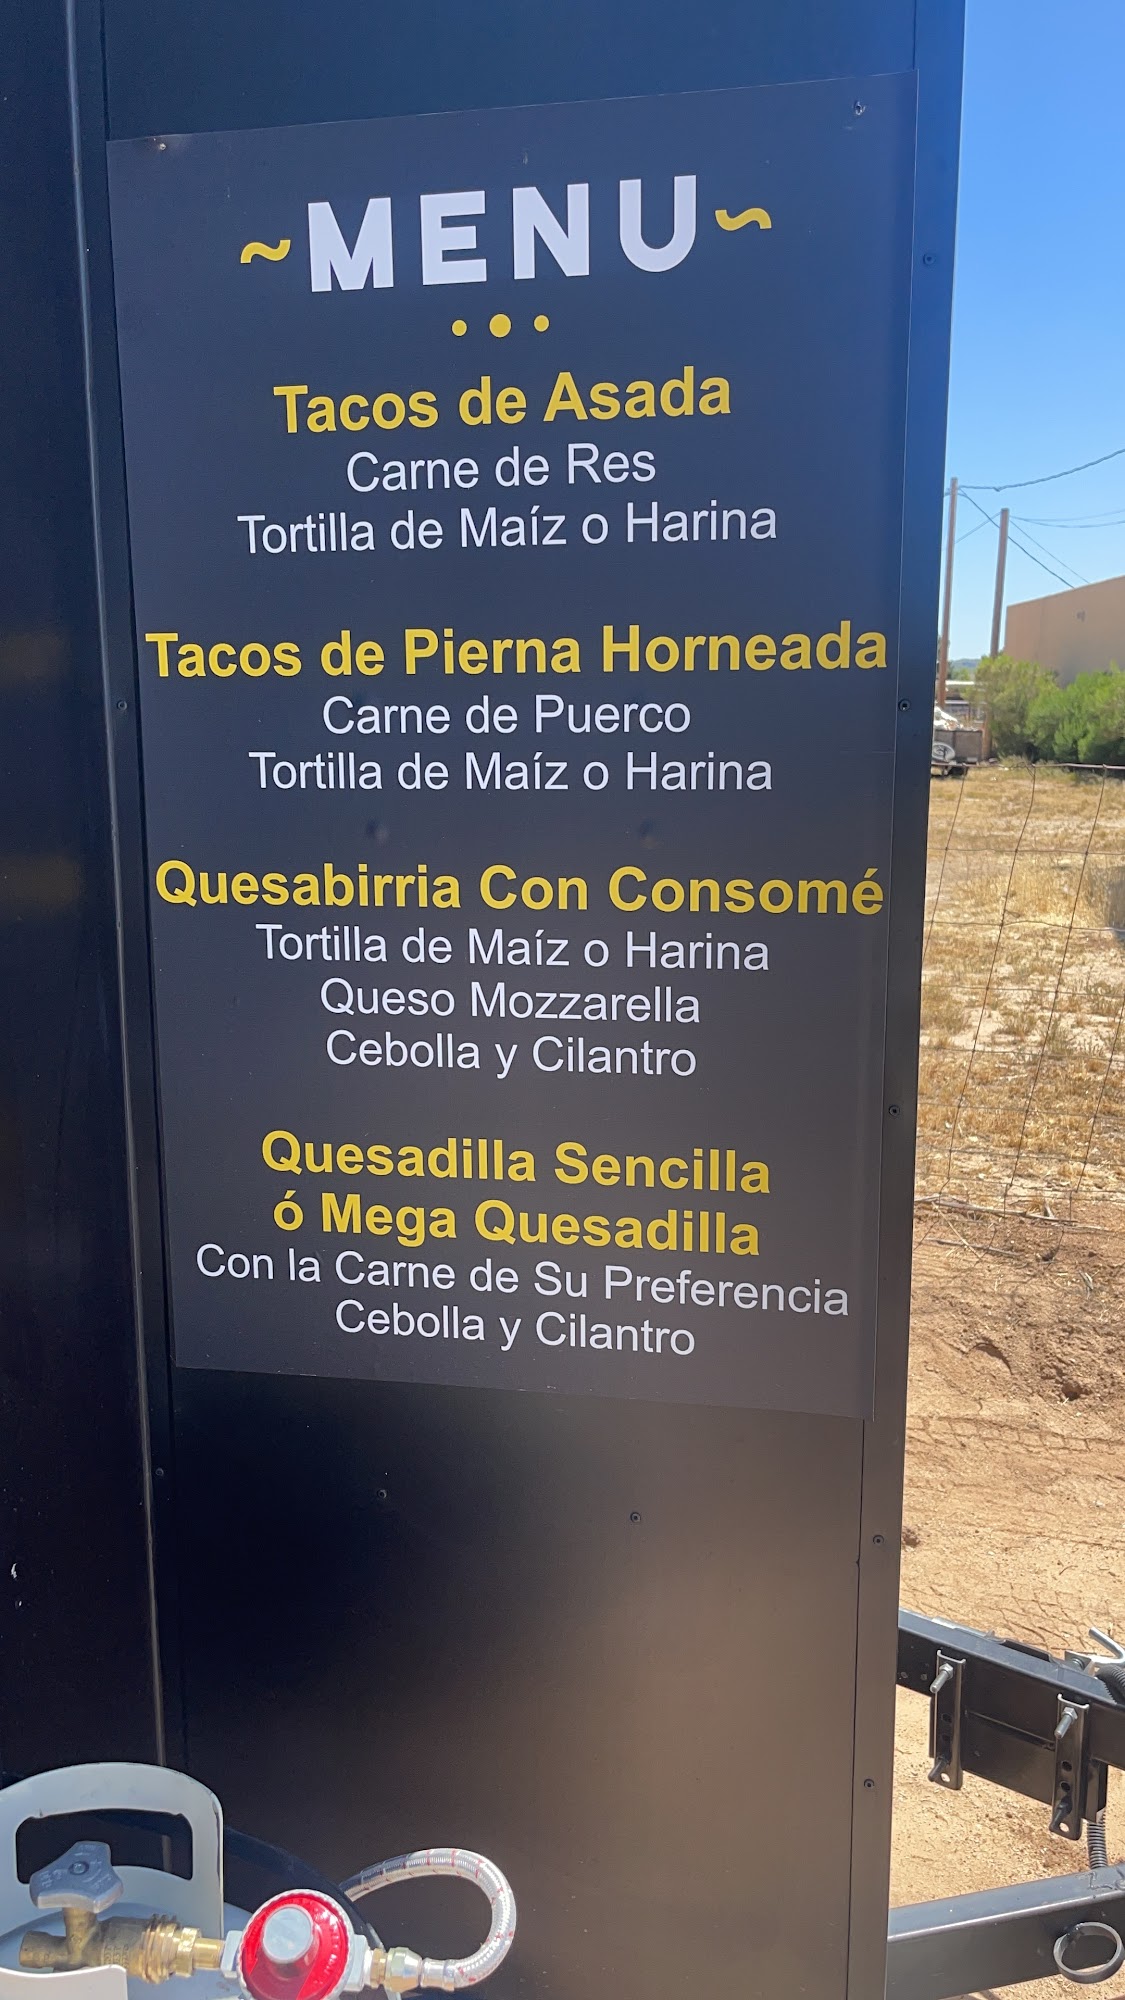 ~MENU~
Tacos de Asada
Carne de Res
Tortilla de Maíz o Harina
Tacos de Pierna Horneada
Carne de Puerco
Tortilla de Maíz o Harina
Quesabirria Con Consomé
Tortilla de Maíz o Harina
Queso Mozzarella
Cebolla y Cilantro
Quesadilla Sencilla
ó Mega Quesadilla
Con la Carne de Su Preferencia
Cebolla y Cilantro